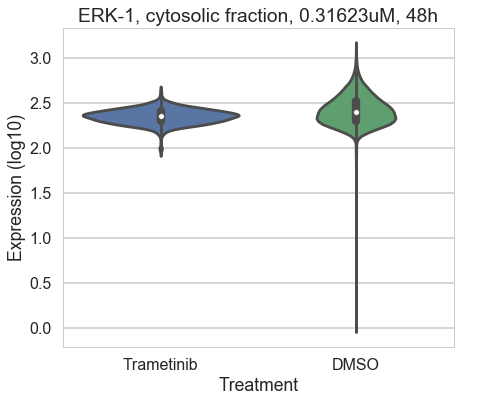 ERK-1, cytosolic fraction, 0.31623uM, 48h
3.0
2.5
2.0
1.5
1.0
0.5
0.0
Expression (log10)
Trametinib
DMSO
Treatment